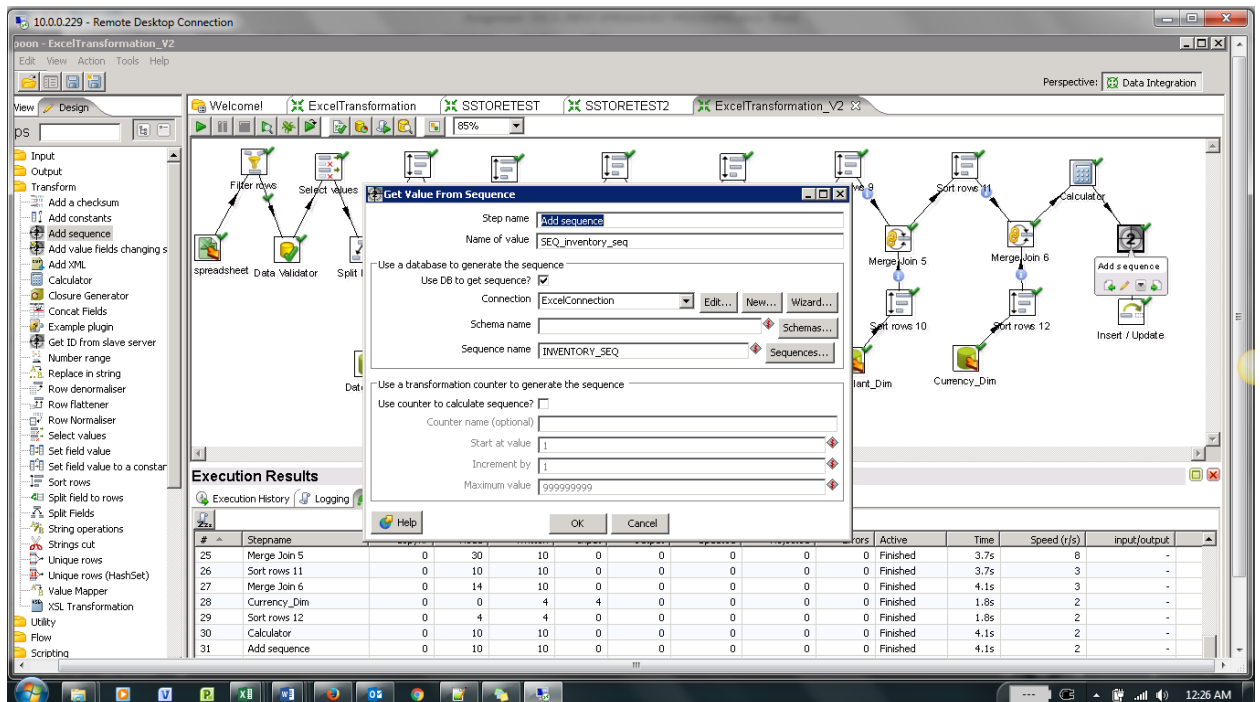 10.0.0.229 - Remote Desktop Connection
poon - ExcelTransformation_V2
Edit View Action Tools Help
Perspective: Data Integration
View Design
Welcome! ExcelTransformation SSTORETEST SSTORETEST2 ExcelTransformation_V2
ps
85%
Input
Output
Transform
Add a checksum
Add constants
Add sequence
Add value fields changing s
Add XML
Calculator
Closure Generator
Concat Fields
Example plugin
Get ID from slave server
Number range
Replace in string
Row denormaliser
Row flattener
Row Normaliser
Select values
Set field value
Set field value to a constar
Sort rows
Split field to rows
Split Fields
String operations
Strings cut
Unique rows
Unique rows (HashSet)
Value Mapper
XSL Transformation
Utility
Flow
Scripting
Filter rows
Select values
Sort rows 11
Calculator
spreadsheet
Data Validator
Split
Merge Join 5
Merge Join 6
2
Add sequence
Sort rows 10
Sort rows 12
Insert / Update
Currency_Dim
Get Value From Sequence
Step name Add sequence
Name of value SEQ_inventory_seq
Use a database to generate the sequence
Use DB to get sequence?
Connection ExcelConnection Edit... New... Wizard...
Schema name Schemas...
Sequence name INVENTORY_SEQ Sequences...
Use a transformation counter to generate the sequence
Use counter to calculate sequence?
Counter name (optional)
Start at value 1
Increment by 1
Maximum value 999999999
Help OK Cancel
Execution Results
Execution History Logging
# Stepname Active Time Speed (r/s) input/output
25 Merge Join 5 0 30 10 0 0 0 0 0 Finished 3.7s 8 -
26 Sort rows 11 0 10 10 0 0 0 0 0 Finished 3.7s 3 -
27 Merge Join 6 0 14 10 0 0 0 0 0 Finished 4.1s 3 -
28 Currency_Dim 0 0 4 4 0 0 0 0 Finished 1.8s 2 -
29 Sort rows 12 0 4 4 0 0 0 0 0 Finished 1.8s 2 -
30 Calculator 0 10 10 0 0 0 0 0 Finished 4.1s 2 -
31 Add sequence 0 10 10 0 0 0 0 0 Finished 4.1s 2 -
12:26 AM